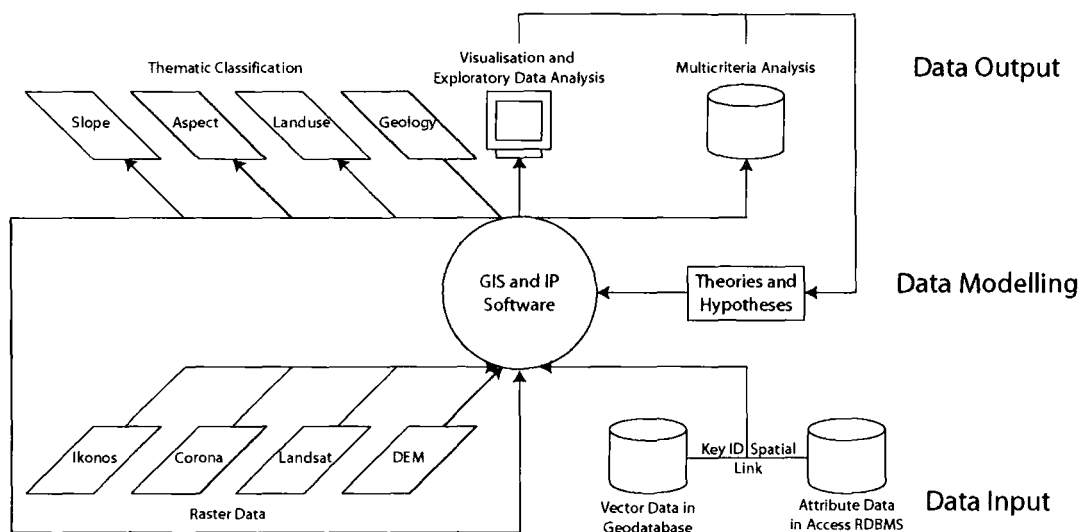 Visualisation and
Exploratory Data Analysis
Thematic Classification
Multicriteria Analysis
Data Output
Slope
Aspect
Landuse
Geology
GIS and IP
Software
Theories and
Hypotheses
Data Modelling
Ikonos
Corona
Landsat
DEM
Key ID Spatial
Link
Raster Data
Vector Data in
Geodatabase
Attribute Data
in Access RDBMS
Data Input